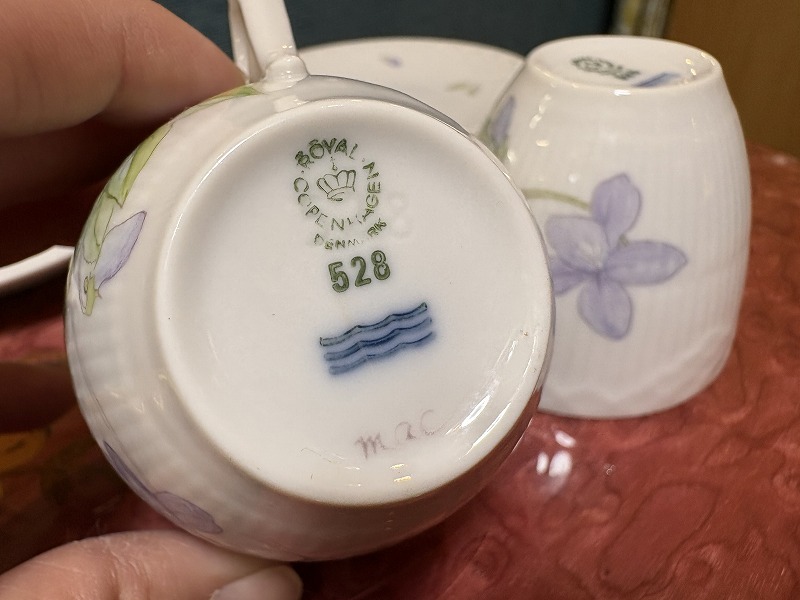 ROYAL
COPENHAGEN
DENMARK
528
mac